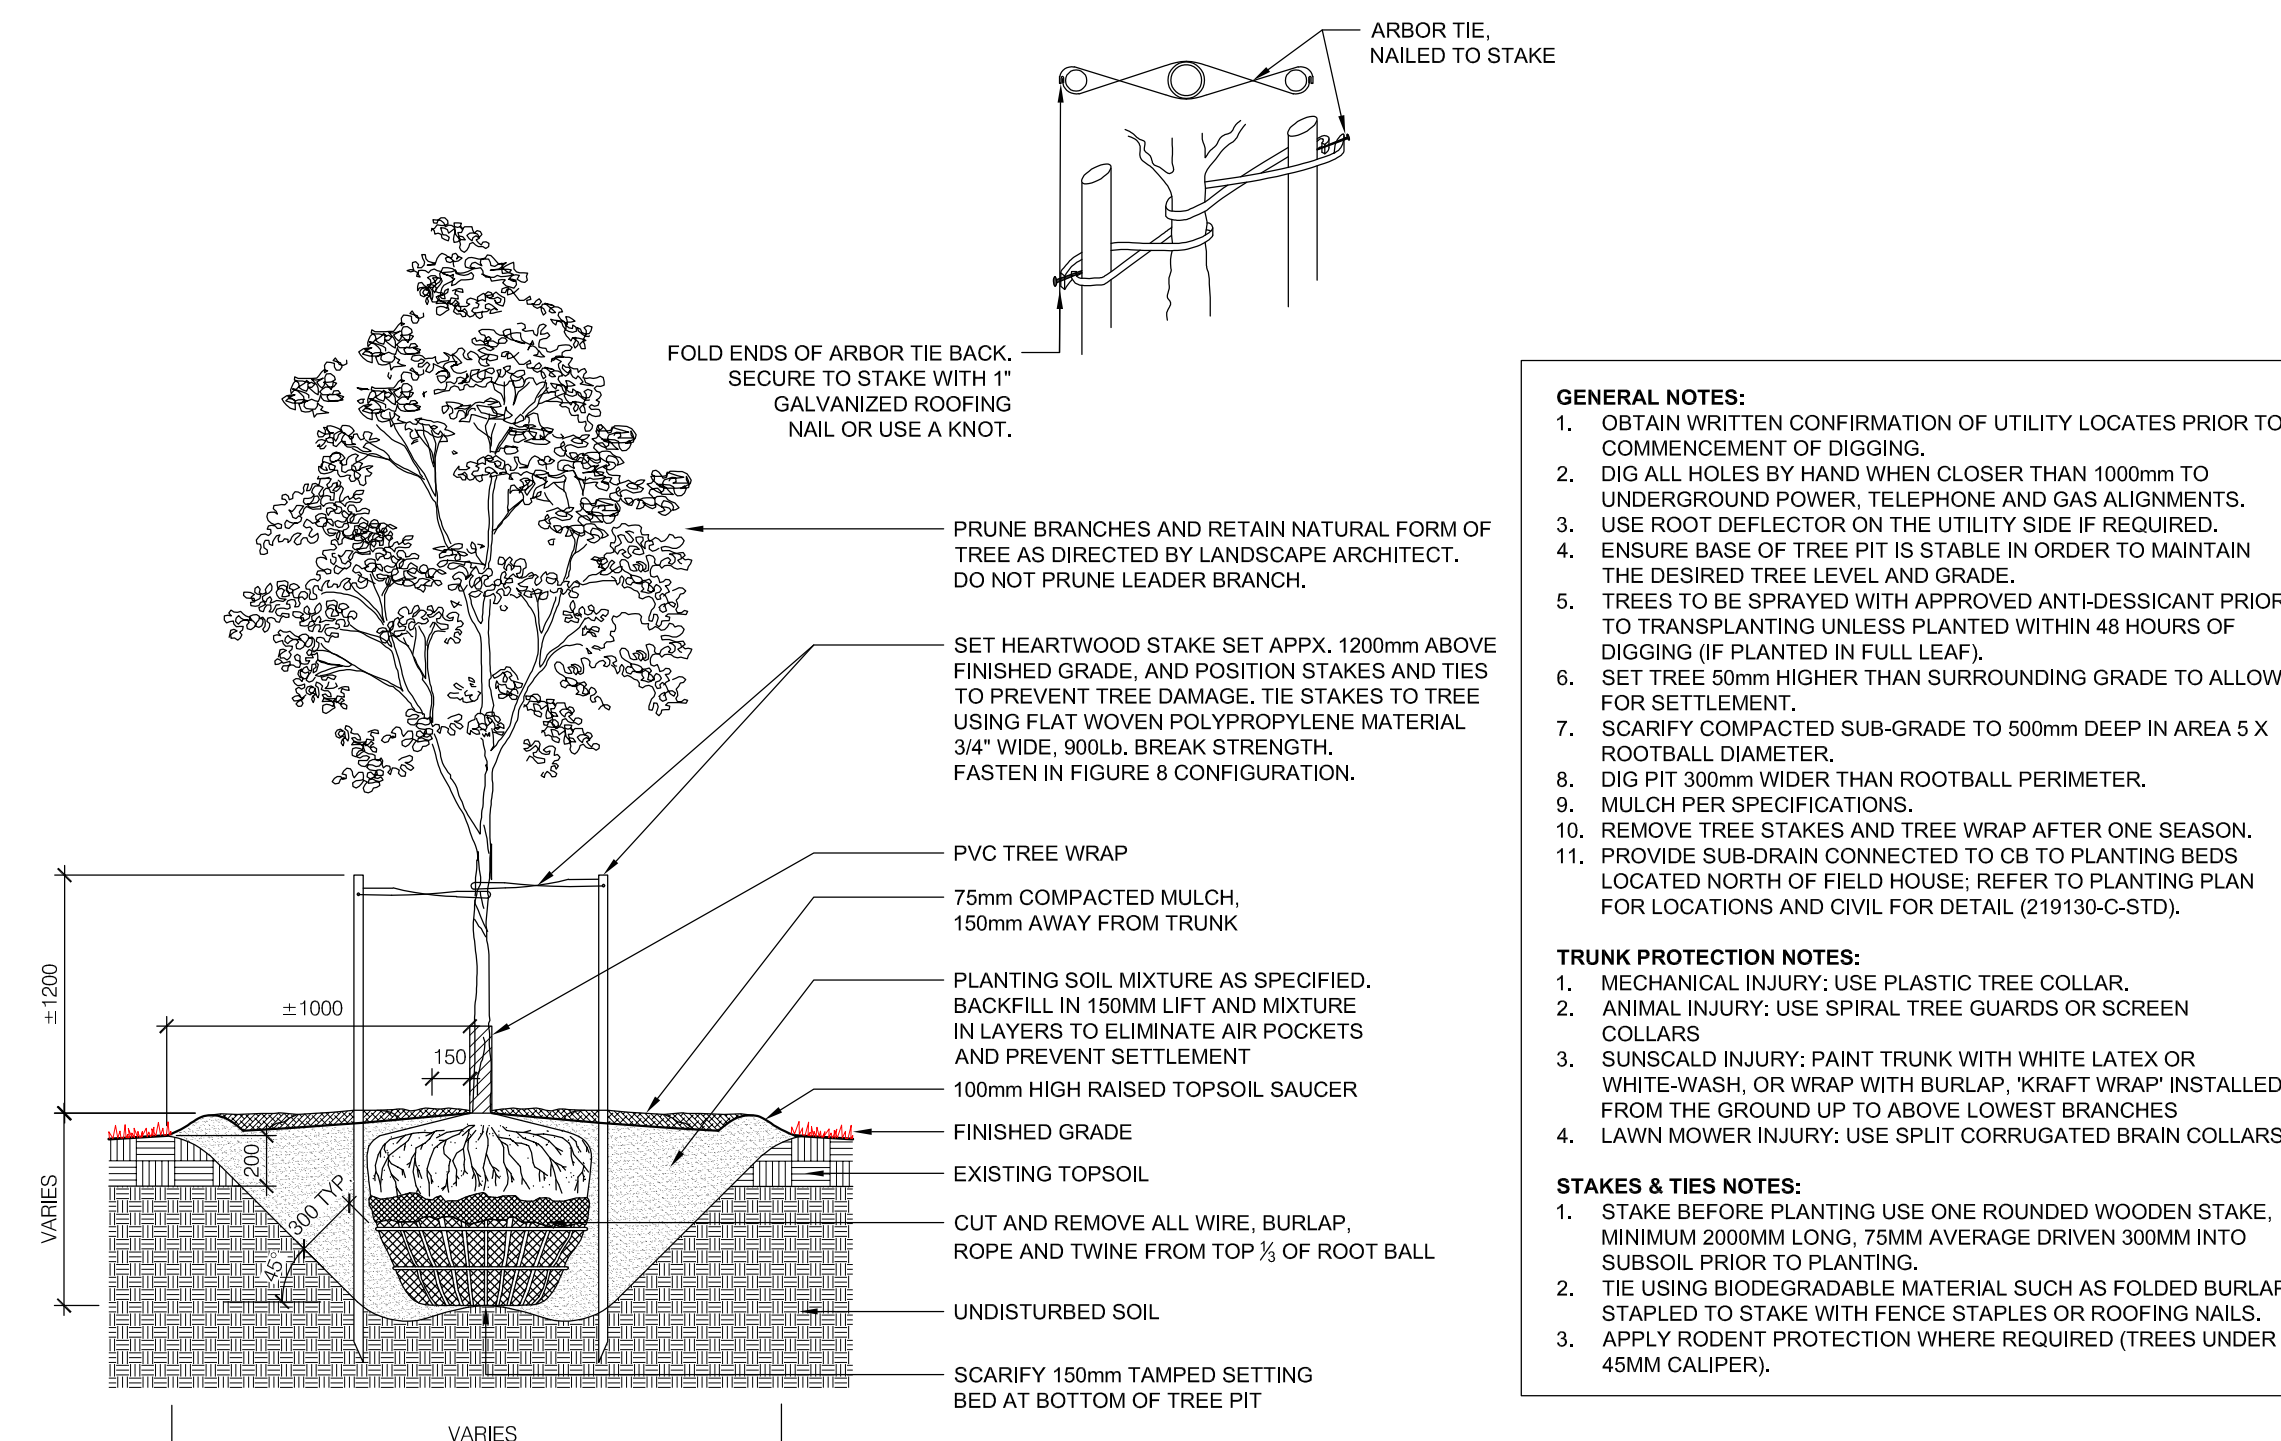 ARBOR TIE,
NAILED TO STAKE
FOLD ENDS OF ARBOR TIE BACK.
SECURE TO STAKE WITH 1"
GALVANIZED ROOFING
NAIL OR USE A KNOT.
PRUNE BRANCHES AND RETAIN NATURAL FORM OF
TREE AS DIRECTED BY LANDSCAPE ARCHITECT.
DO NOT PRUNE LEADER BRANCH.
SET HEARTWOOD STAKE SET APPX. 1200mm ABOVE
FINISHED GRADE, AND POSITION STAKES AND TIES
TO PREVENT TREE DAMAGE. TIE STAKES TO TREE
USING FLAT WOVEN POLYPROPYLENE MATERIAL
3/4" WIDE, 900Lb. BREAK STRENGTH.
FASTEN IN FIGURE 8 CONFIGURATION.
PVC TREE WRAP
75mm COMPACTED MULCH,
150mm AWAY FROM TRUNK
PLANTING SOIL MIXTURE AS SPECIFIED.
BACKFILL IN 150MM LIFT AND MIXTURE
IN LAYERS TO ELIMINATE AIR POCKETS
AND PREVENT SETTLEMENT
100mm HIGH RAISED TOPSOIL SAUCER
FINISHED GRADE
EXISTING TOPSOIL
CUT AND REMOVE ALL WIRE, BURLAP,
ROPE AND TWINE FROM TOP ⅓ OF ROOT BALL
UNDISTURBED SOIL
SCARIFY 150mm TAMPED SETTING
BED AT BOTTOM OF TREE PIT
±1200
±1000
150
200
300 TYP.
45°
VARIES
VARIES
GENERAL NOTES:
1. OBTAIN WRITTEN CONFIRMATION OF UTILITY LOCATES PRIOR TO
COMMENCEMENT OF DIGGING.
2. DIG ALL HOLES BY HAND WHEN CLOSER THAN 1000mm TO
UNDERGROUND POWER, TELEPHONE AND GAS ALIGNMENTS.
3. USE ROOT DEFLECTOR ON THE UTILITY SIDE IF REQUIRED.
4. ENSURE BASE OF TREE PIT IS STABLE IN ORDER TO MAINTAIN
THE DESIRED TREE LEVEL AND GRADE.
5. TREES TO BE SPRAYED WITH APPROVED ANTI-DESSICANT PRIOR
TO TRANSPLANTING UNLESS PLANTED WITHIN 48 HOURS OF
DIGGING (IF PLANTED IN FULL LEAF).
6. SET TREE 50mm HIGHER THAN SURROUNDING GRADE TO ALLOW
FOR SETTLEMENT.
7. SCARIFY COMPACTED SUB-GRADE TO 500mm DEEP IN AREA 5 X
ROOTBALL DIAMETER.
8. DIG PIT 300mm WIDER THAN ROOTBALL PERIMETER.
9. MULCH PER SPECIFICATIONS.
10. REMOVE TREE STAKES AND TREE WRAP AFTER ONE SEASON.
11. PROVIDE SUB-DRAIN CONNECTED TO CB TO PLANTING BEDS
LOCATED NORTH OF FIELD HOUSE; REFER TO PLANTING PLAN
FOR LOCATIONS AND CIVIL FOR DETAIL (219130-C-STD).
TRUNK PROTECTION NOTES:
1. MECHANICAL INJURY: USE PLASTIC TREE COLLAR.
2. ANIMAL INJURY: USE SPIRAL TREE GUARDS OR SCREEN
COLLARS
3. SUNSCALD INJURY: PAINT TRUNK WITH WHITE LATEX OR
WHITE-WASH, OR WRAP WITH BURLAP, 'KRAFT WRAP' INSTALLED
FROM THE GROUND UP TO ABOVE LOWEST BRANCHES
4. LAWN MOWER INJURY: USE SPLIT CORRUGATED BRAIN COLLARS
STAKES & TIES NOTES:
1. STAKE BEFORE PLANTING USE ONE ROUNDED WOODEN STAKE,
MINIMUM 2000MM LONG, 75MM AVERAGE DRIVEN 300MM INTO
SUBSOIL PRIOR TO PLANTING.
2. TIE USING BIODEGRADABLE MATERIAL SUCH AS FOLDED BURLAP
STAPLED TO STAKE WITH FENCE STAPLES OR ROOFING NAILS.
3. APPLY RODENT PROTECTION WHERE REQUIRED (TREES UNDER
45MM CALIPER).